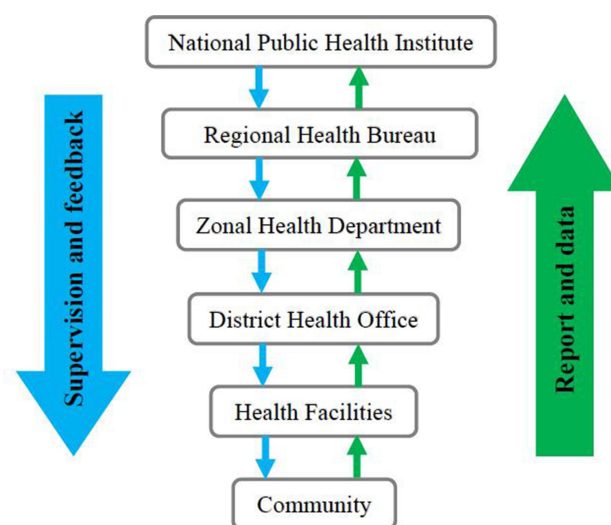 National Public Health Institute
Regional Health Bureau
Zonal Health Department
District Health Office
Health Facilities
Community
Supervision and feedback
Report and data